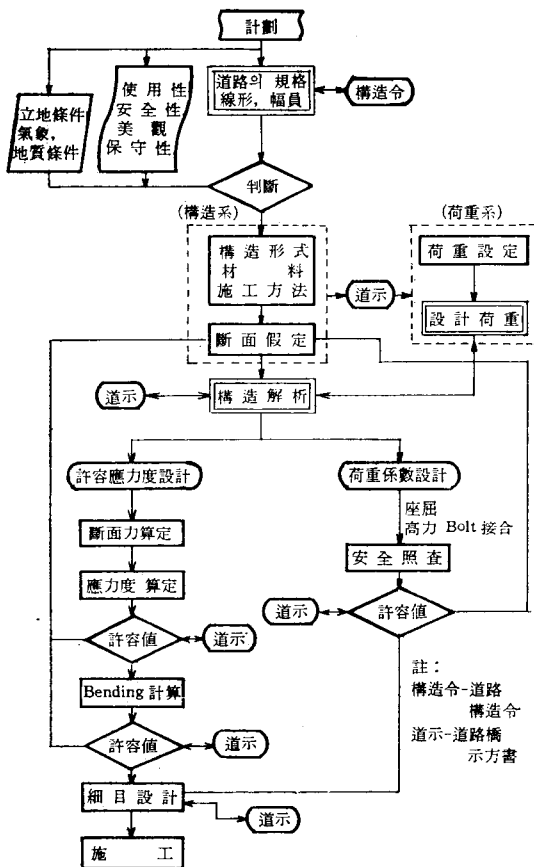 計劃
道路의 規格
線形, 幅員
構造令
使用性
安全性
美觀
保守性
立地條件
氣象,
地質條件
判斷
(構造系)
(荷重系)
構造形式
材料
施工方法
道示
荷重設定
設計荷重
斷面假定
道示
構造解析
許容應力度設計
荷重係數設計
座屈
高力 Bolt 接合
斷面力算定
安全照査
應力度 算定
道示
許容値
許容値
道示
註:
構造令-道路
構造令
道示-道路橋
示方書
Bending 計算
許容値
道示
細目設計
道示
施工